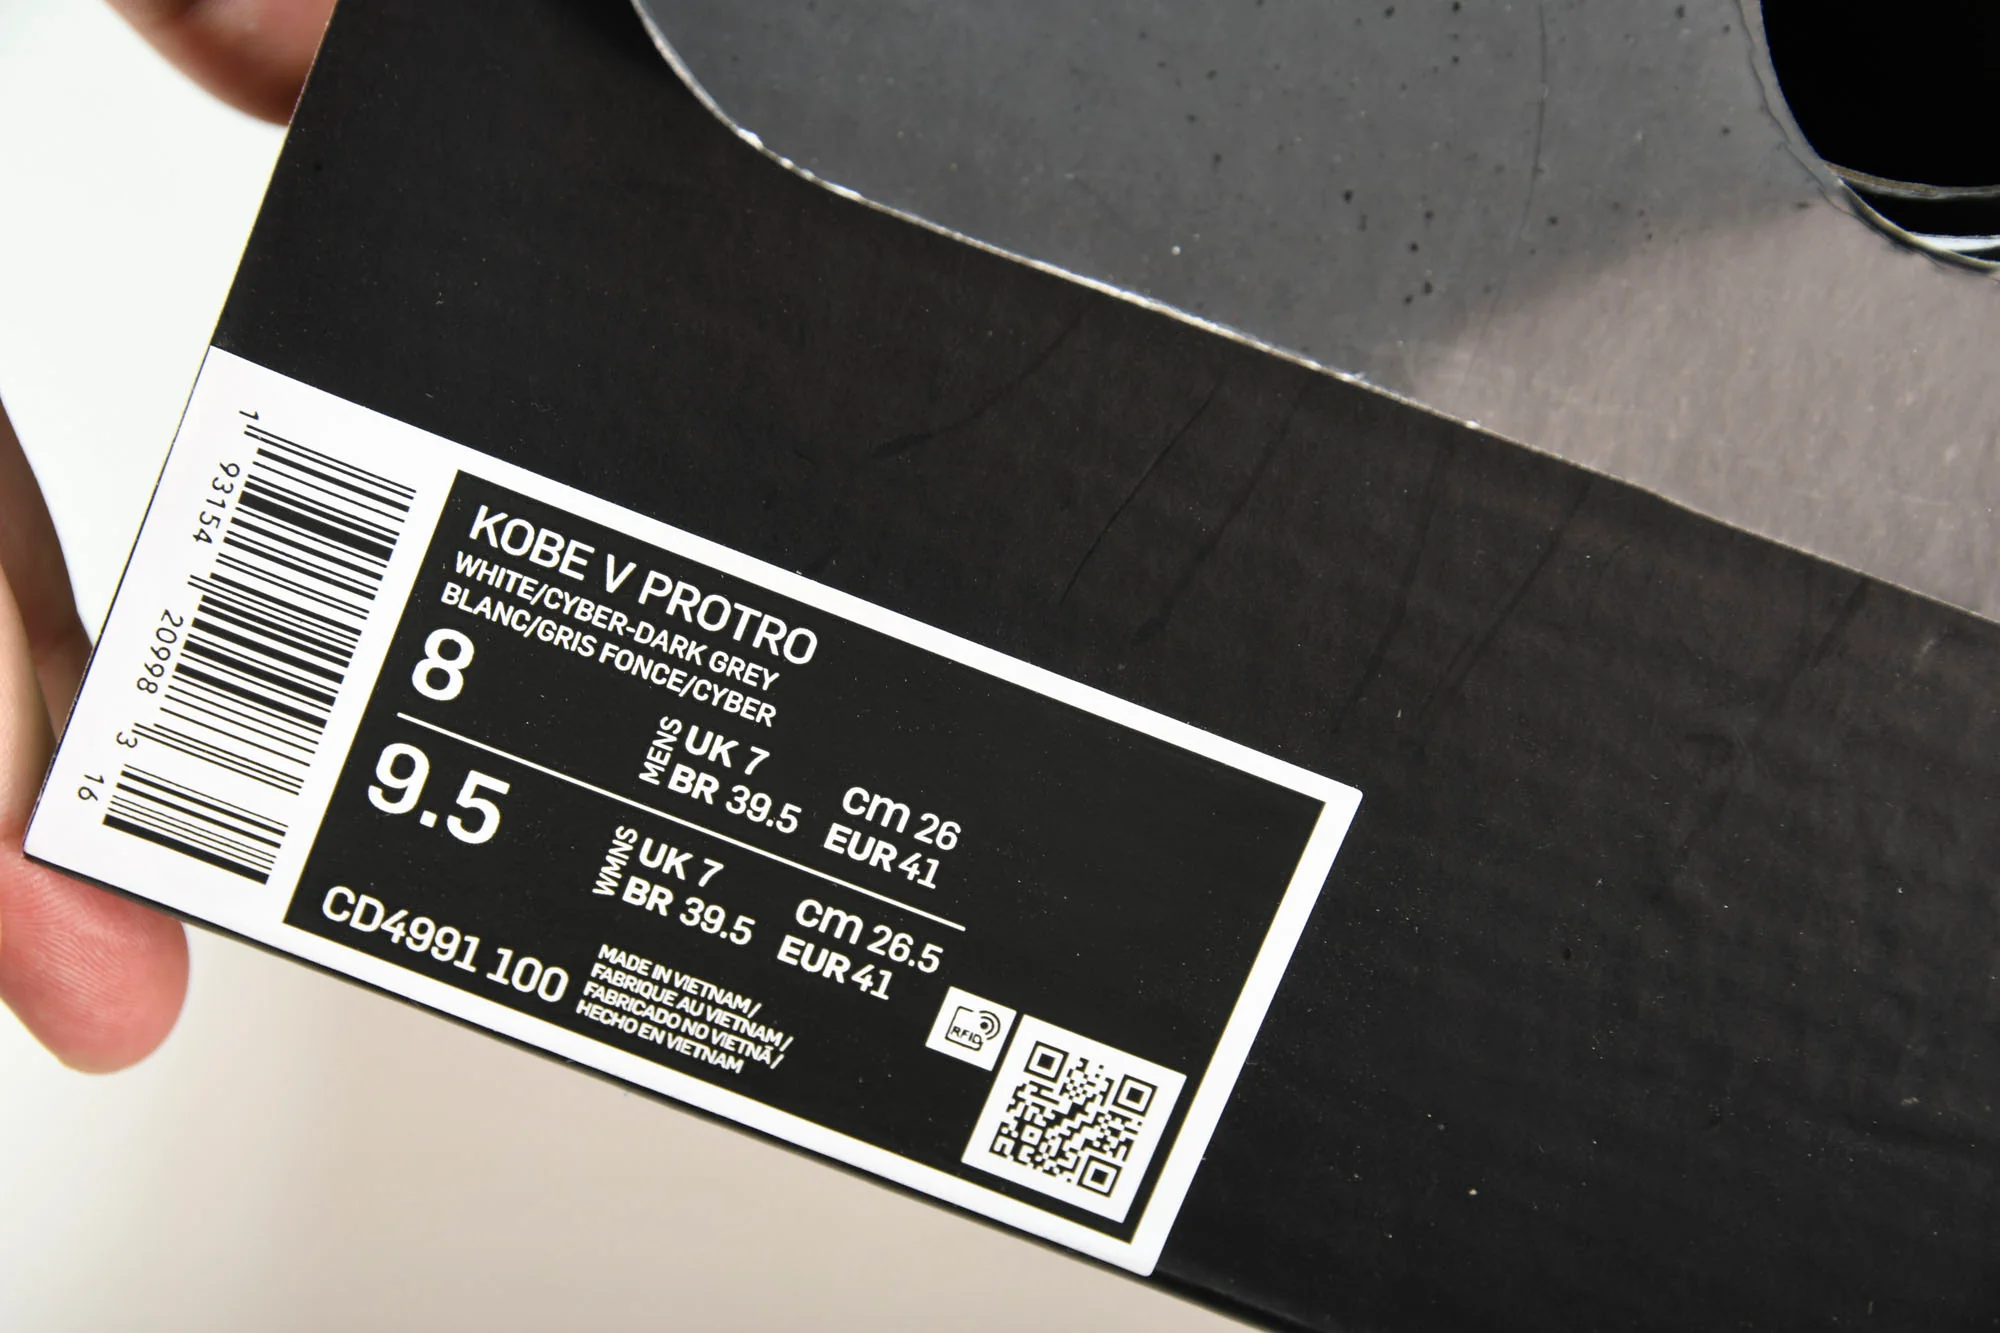 KOBE V PROTRO
WHITE/CYBER-DARK GREY
BLANC/GRIS FONCE/CYBER
8
MENS
UK 7
BR 39.5
cm 26
EUR 41
9.5
WMNS
UK 7
BR 39.5
cm 26.5
EUR 41
CD4991 100
MADE IN VIETNAM/
FABRIQUE AU VIETNAM/
FABRICADO NO VIETNÃ/
HECHO EN VIETNAM
RFID
1 93154 20998 3 16